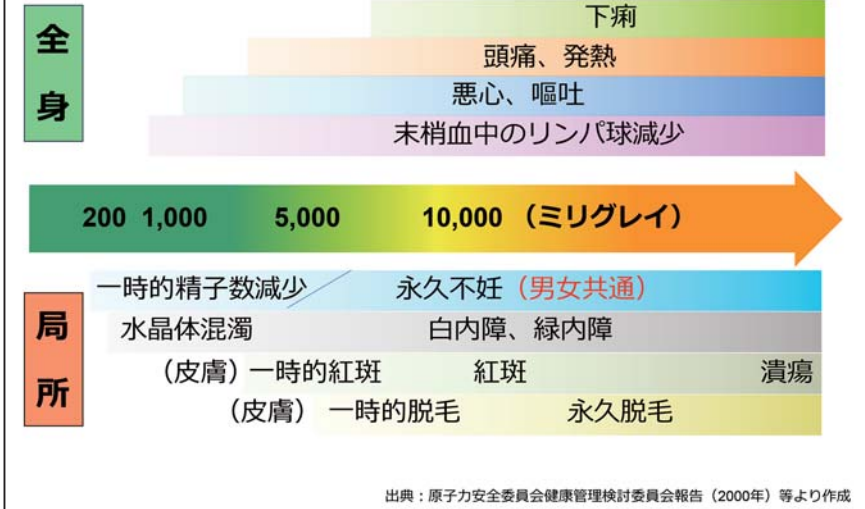 全身
下痢
頭痛、発熱
悪心、嘔吐
末梢血中のリンパ球減少
200 1,000 5,000 10,000 （ミリグレイ）
局所
一時的精子数減少 永久不妊（男女共通）
水晶体混濁 白内障、緑内障
（皮膚）一時的紅斑 紅斑 潰瘍
（皮膚） 一時的脱毛 永久脱毛
出典：原子力安全委員会健康管理検討委員会報告（2000年）等より作成